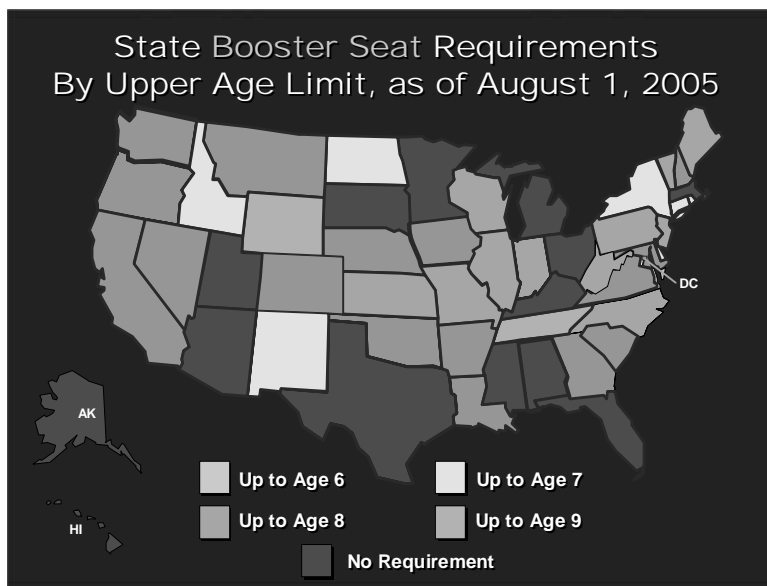 State Booster Seat Requirements
By Upper Age Limit, as of August 1, 2005
DC
AK
HI
Up to Age 6
Up to Age 7
Up to Age 8
Up to Age 9
No Requirement